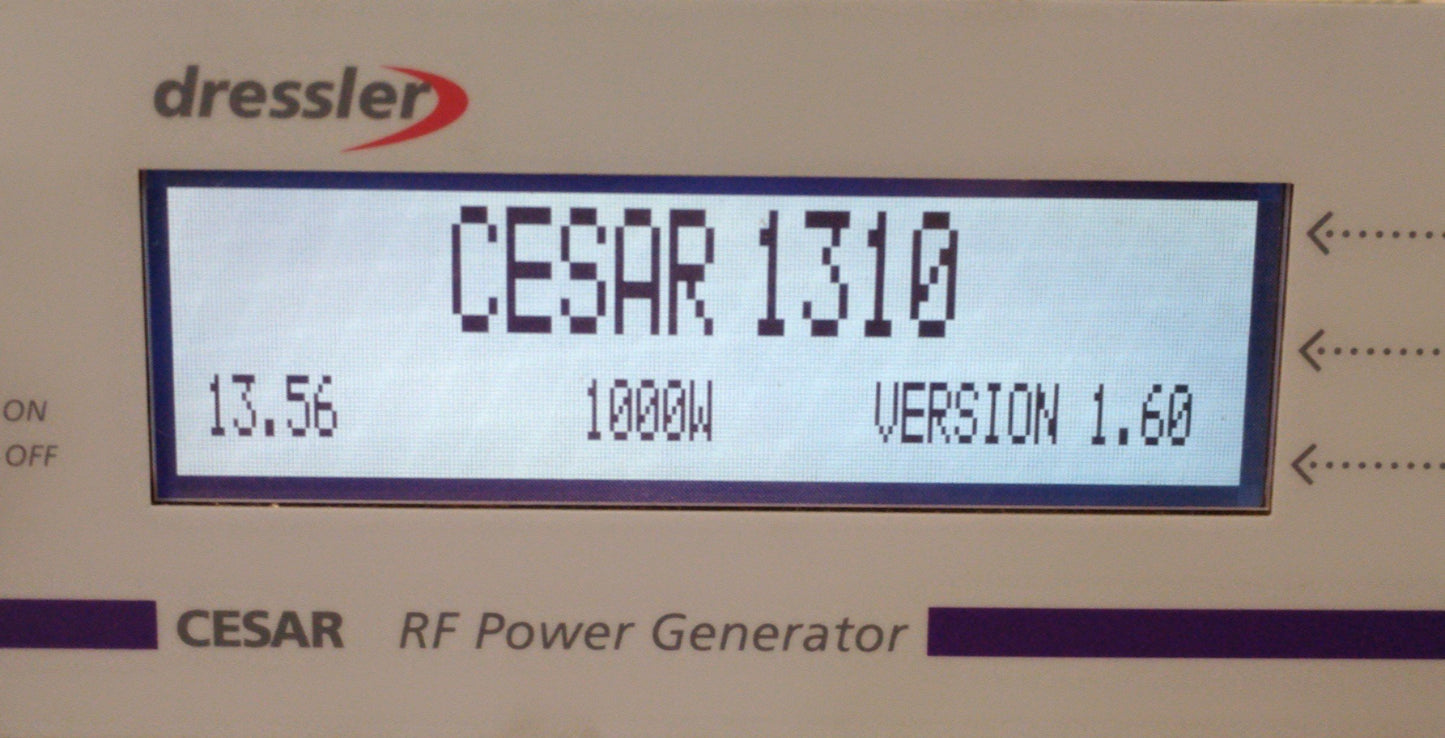 dressler
CESAR 1310
13.56 1000W VERSION 1.60
ON
OFF
CESAR RF Power Generator